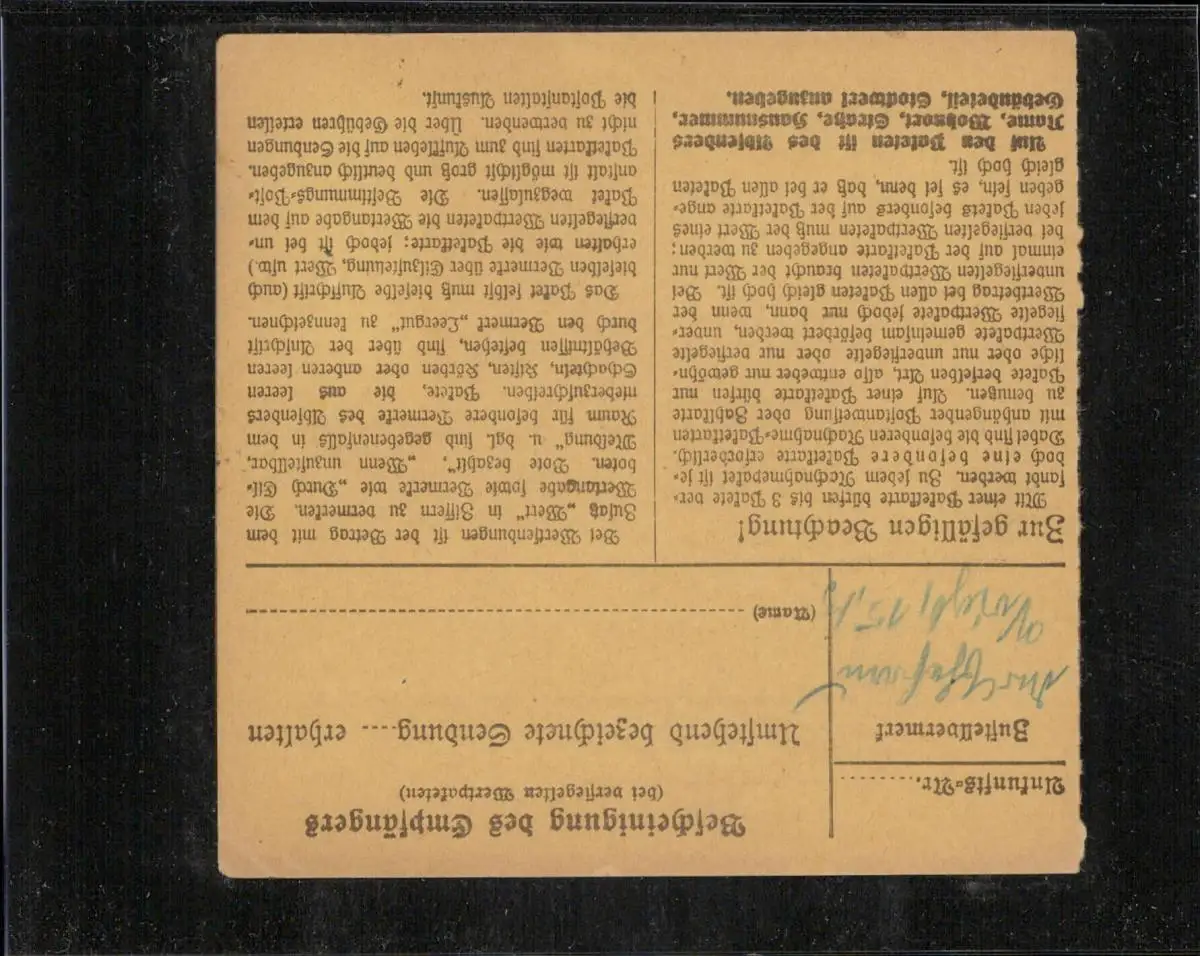 Ankunfts-Nr.
Bescheinigung des Empfängers
(bei versiegelten Wertpaketen)
Zustellvermerk
Umstehend bezeichnete Sendung.... erhalten
Ehefrau
(Name)
Zur gefälligen Beachtung!
Mit einer Paketkarte dürfen bis 3 Pakete ver-
sandt werden. Zu jedem Nachnahmepaket ist je-
doch eine besondere Paketkarte erforderlich.
Dabei sind die besonderen Nachnahme-Paketkarten
mit anhängender Postanweisung oder Zahlkarte
zu benutzen. Auf einer Paketkarte dürfen nur
Pakete derselben Art, also entweder nur gewöhn-
liche oder nur unversiegelte oder nur versiegelte
Wertpakete gemeinsam befördert werden, unver-
siegelte Wertpakete jedoch nur dann, wenn der
Wertbetrag bei allen Paketen gleich hoch ist. Bei
unversiegelten Wertpaketen braucht der Wert nur
einmal auf der Paketkarte angegeben zu werden;
bei versiegelten Wertpaketen muß der Wert eines
jeden Pakets besonders auf der Paketkarte ange-
geben sein, es sei denn, daß er bei allen Paketen
gleich hoch ist.
Auf den Paketen ist des Absenders
Name, Wohnort, Straße, Hausnummer,
Gebäudeteil, Stockwerk anzugeben.
Bei Wertsendungen ist der Betrag mit dem
Zusatz „Wert“ in Ziffern zu vermerken. Die
Wertangabe sowie Vermerke wie „Durch Eil-
boten. Bote bezahlt“, „Wenn unzustellbar,
Meldung“ u. dgl. sind gegebenenfalls in dem
Raum für besondere Vermerke des Absenders
niederzuschreiben. Pakete, die aus leeren
Schachteln, Kisten, Körben oder anderen leeren
Behältnissen bestehen, sind über der Anschrift
durch den Vermerk „Leergut“ zu kennzeichnen.
Das Paket selbst muß dieselbe Aufschrift (auch
dieselben Vermerke über Eilzustellung, Wert usw.)
erhalten wie die Paketkarte; jedoch ist bei un-
versiegelten Wertpaketen die Wertangabe auf dem
Paket wegzulassen. Die Bestimmungs-Post-
anstalt ist möglichst groß und deutlich anzugeben.
Paketkarten sind zum Aufkleben auf die Sendungen
nicht zu verwenden. Über die Gebühren erteilen
die Postanstalten Auskunft.